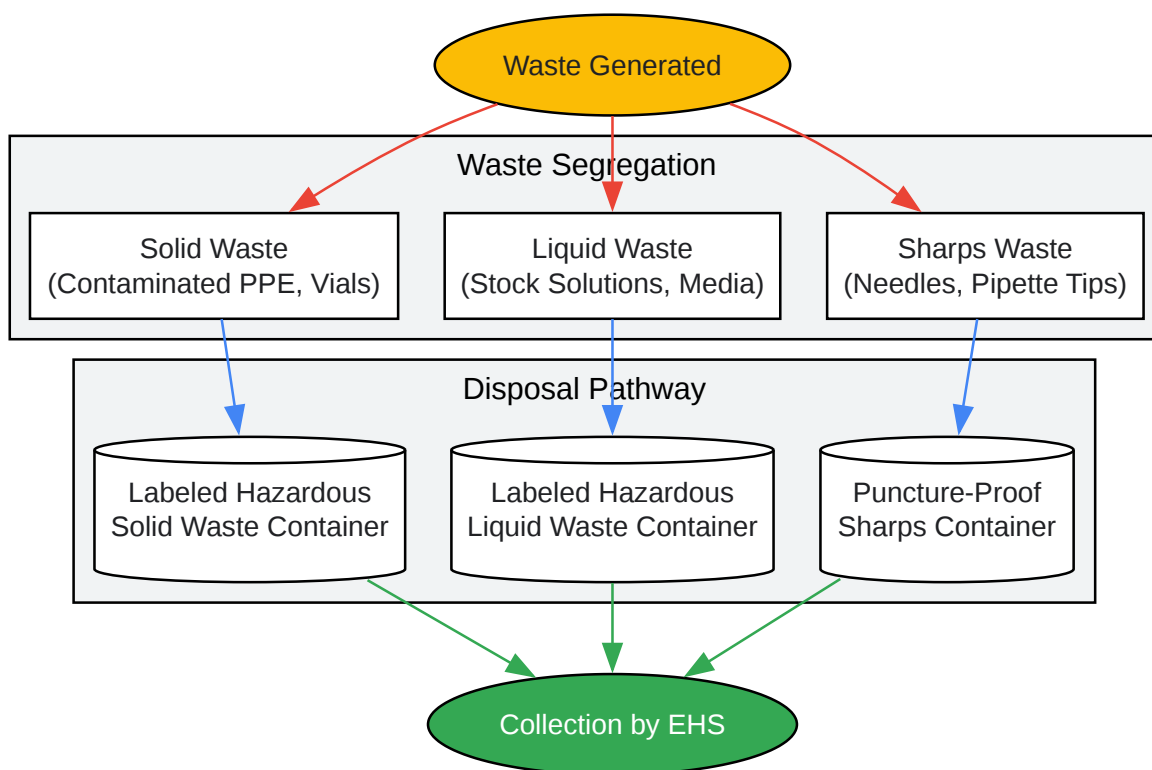 Waste Generated
Waste Segregation
Solid Waste
(Contaminated PPE, Vials)
Liquid Waste
(Stock Solutions, Media)
Sharps Waste
(Needles, Pipette Tips)
Disposal Pathway
Labeled Hazardous
Solid Waste Container
Labeled Hazardous
Liquid Waste Container
Puncture-Proof
Sharps Container
Collection by EHS